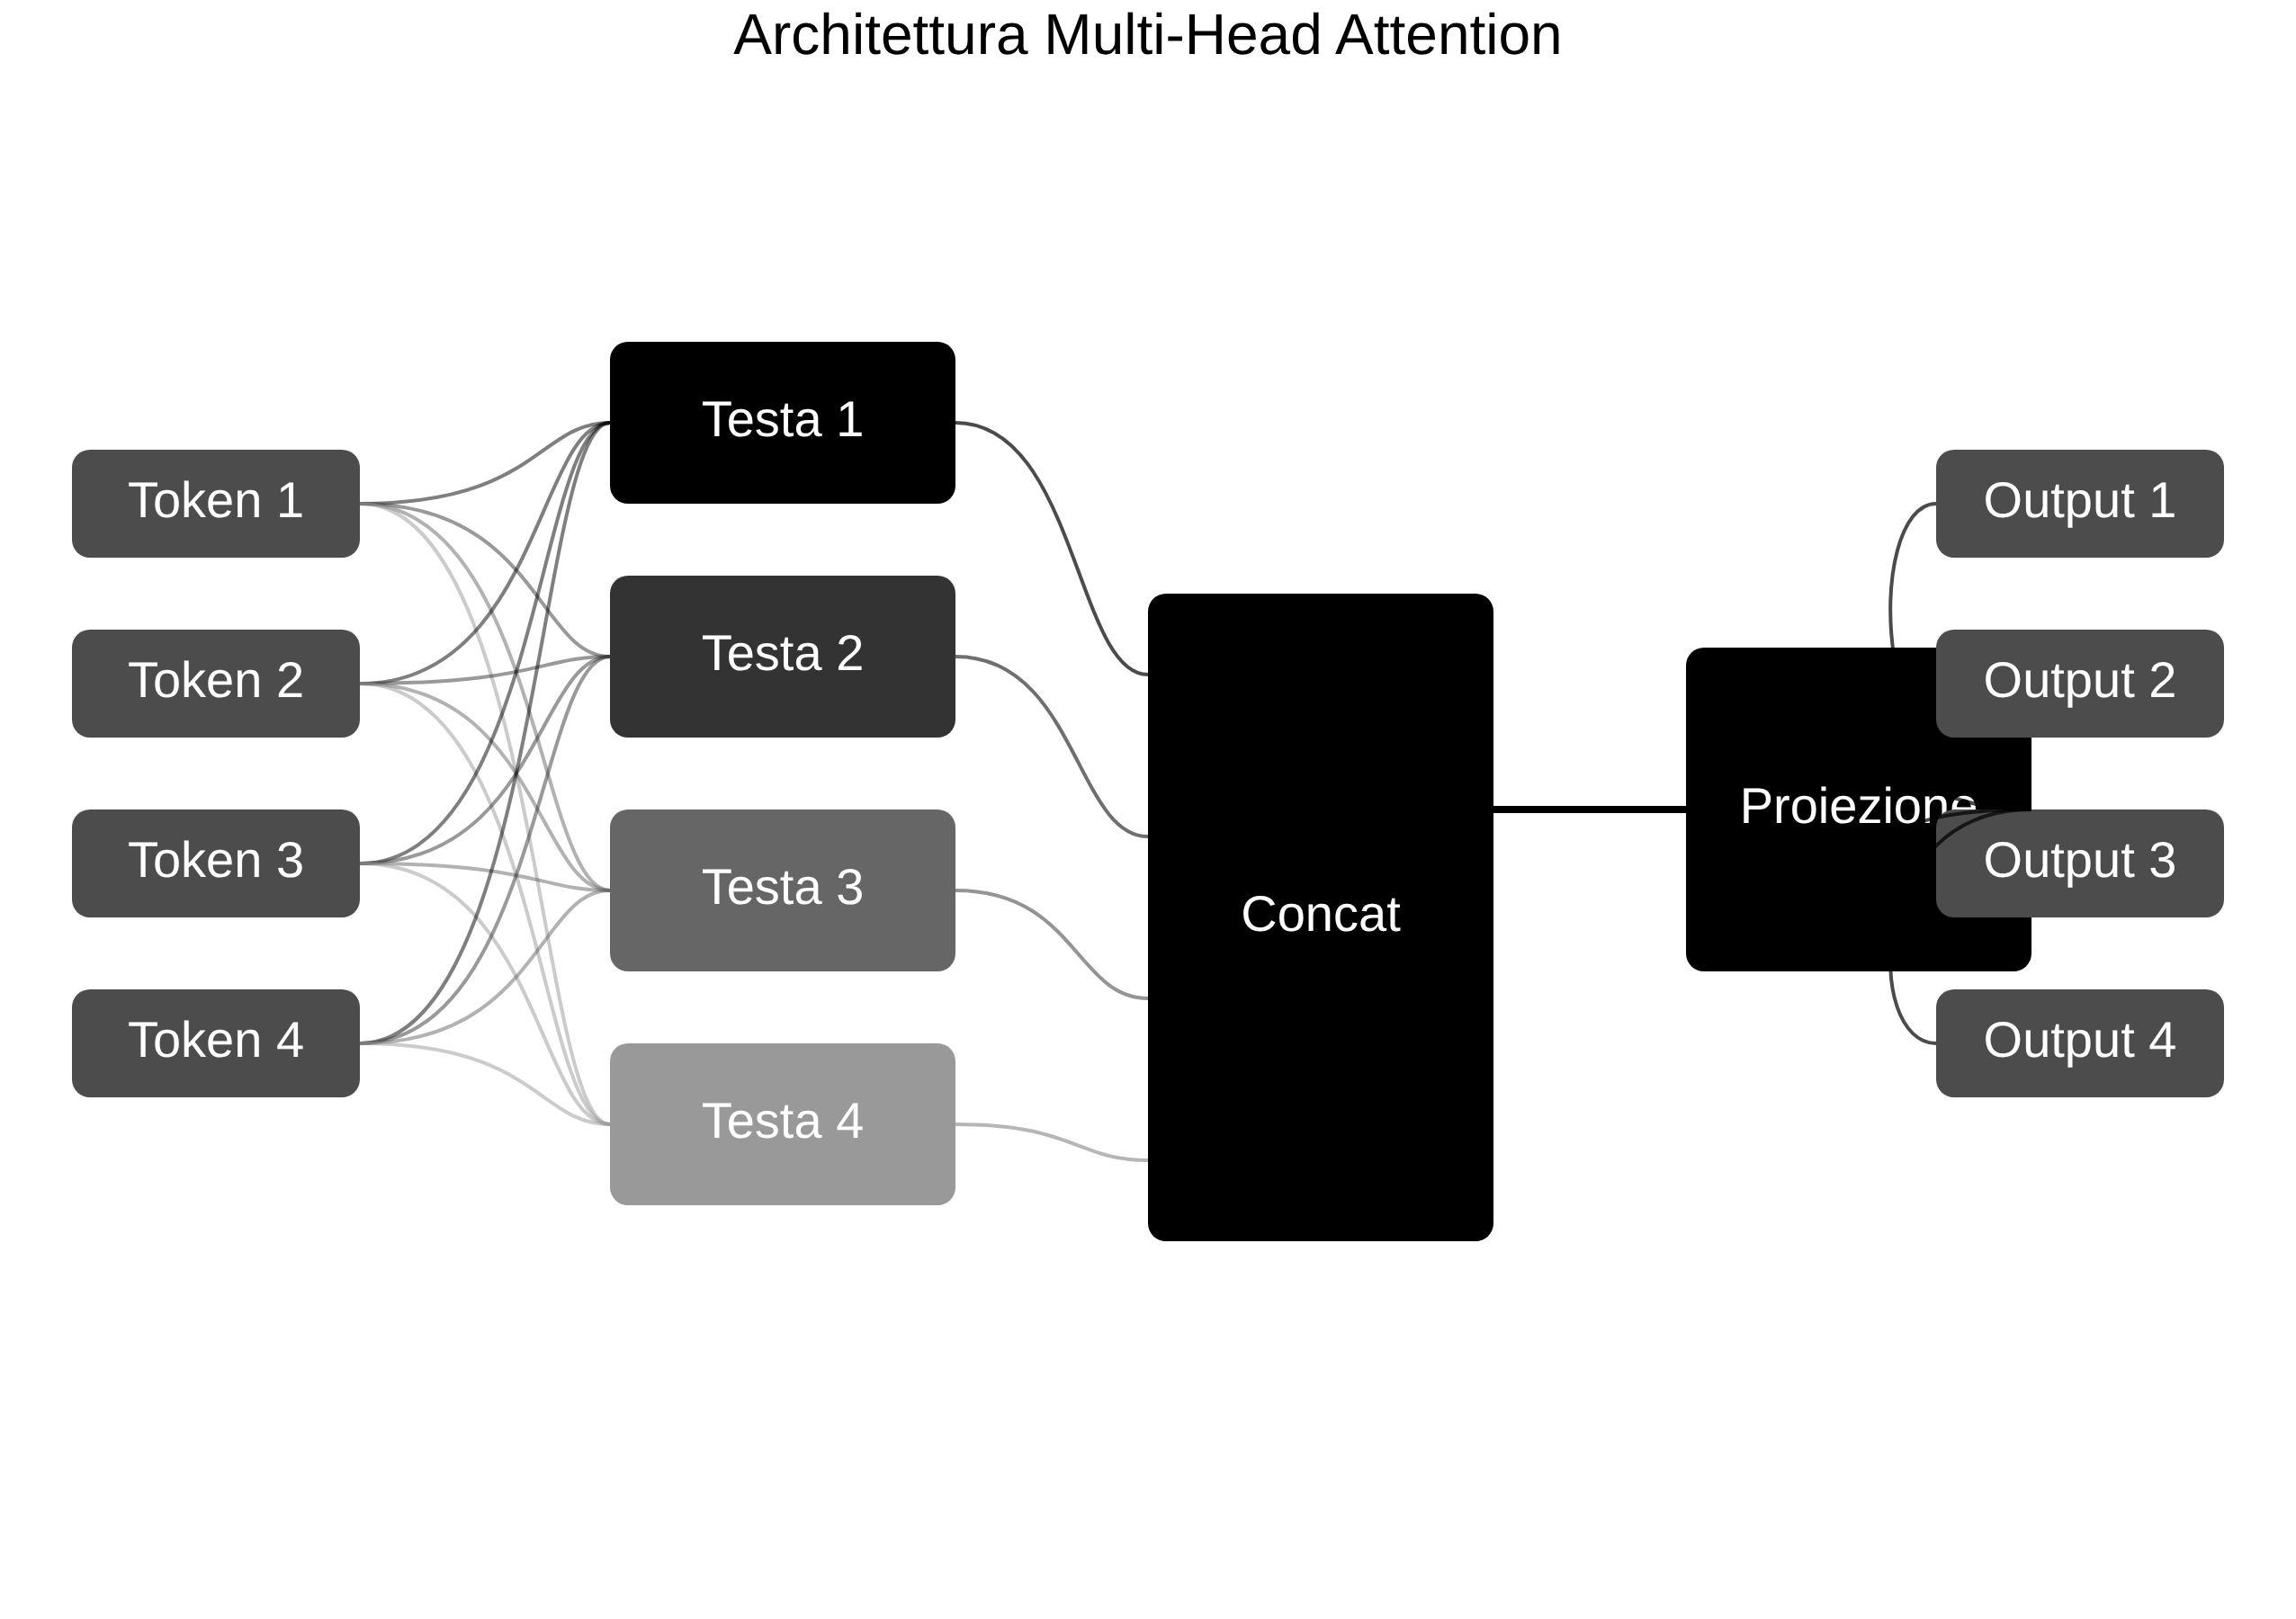 Architettura Multi-Head Attention
Token 1
Token 2
Token 3
Token 4
Testa 1
Testa 2
Testa 3
Testa 4
Concat
Proiezione
Output 1
Output 2
Output 3
Output 4